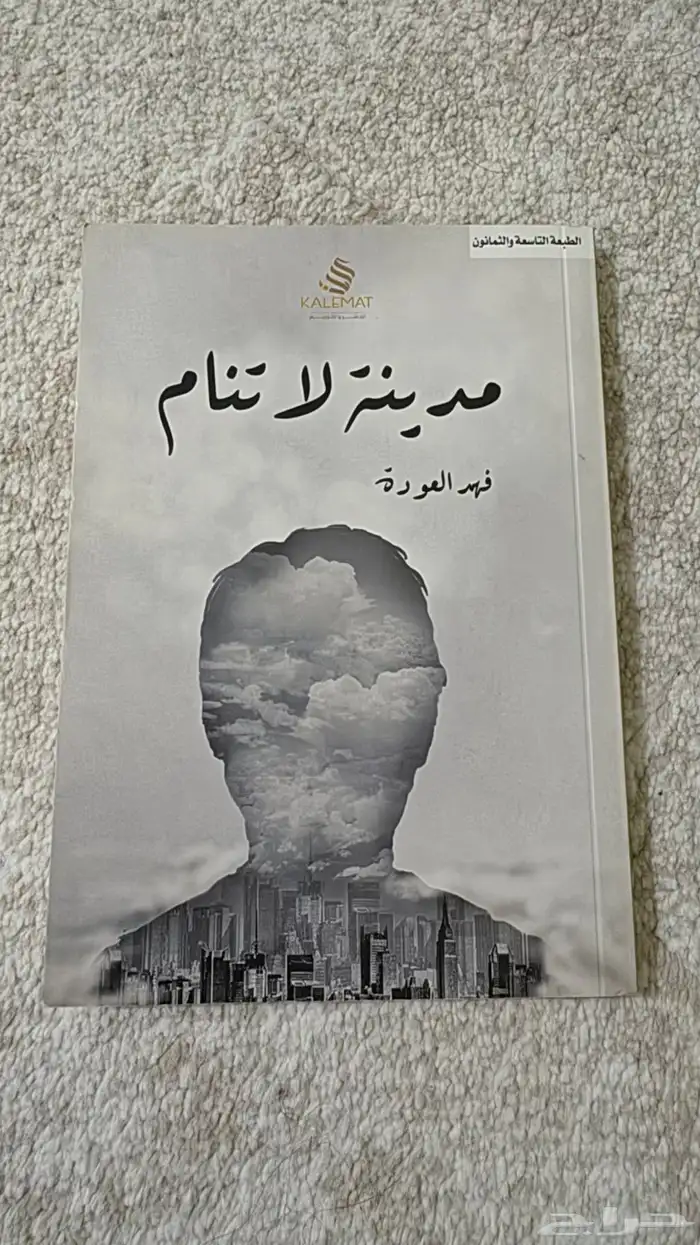 الطبعة التاسعة والثمانون
KALEMAT
مدينة لا تنام
فهد العودة
حراج